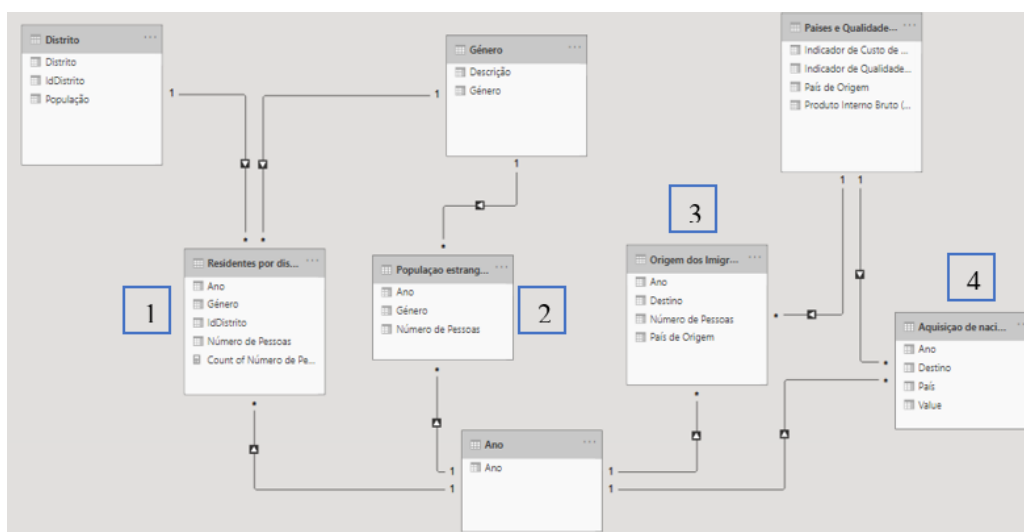 Distrito
Distrito
IdDistrito
População
1
Género
Descrição
Género
1
1
Paises e Qualidade...
Indicador de Custo de ...
Indicador de Qualidade...
País de Origem
Produto Interno Bruto (...
1
1
1
Residentes por dis...
Ano
Género
IdDistrito
Número de Pessoas
Count of Número de Pe...
2
Populaçao estrang...
Ano
Género
Número de Pessoas
3
Origem dos Imigr...
Ano
Destino
Número de Pessoas
País de Origem
4
Aquisiçao de naci...
Ano
Destino
País
Value
Ano
Ano
1
1
1
1